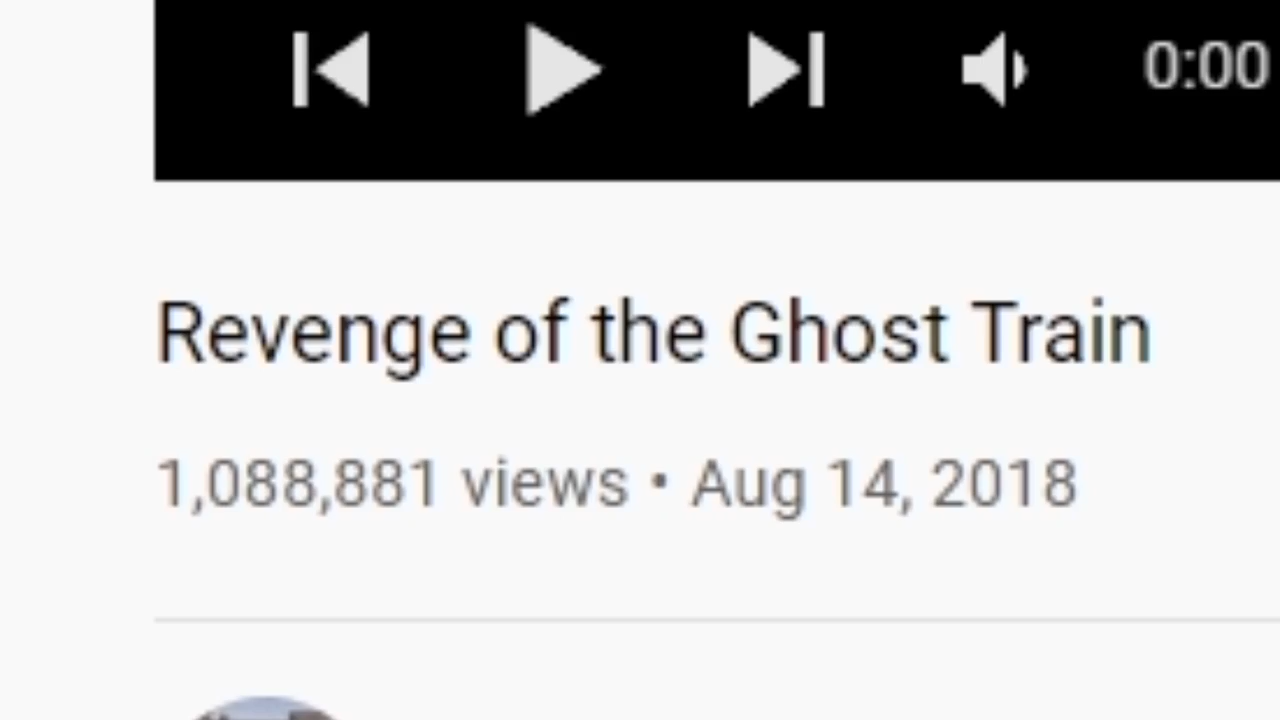 0:00
Revenge of the Ghost Train
1,088,881 views • Aug 14, 2018